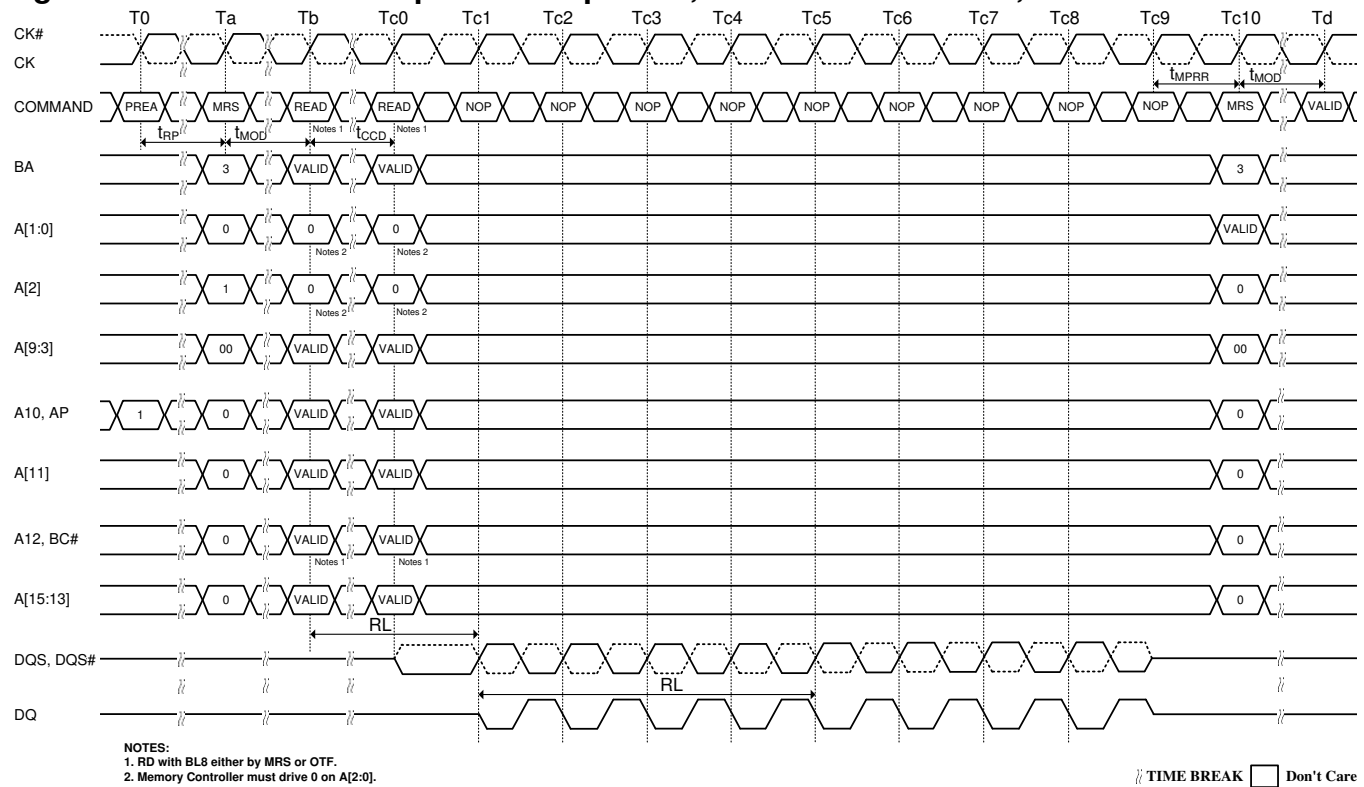 T0 Ta Tb Tc0 Tc1 Tc2 Tc3 Tc4 Tc5 Tc6 Tc7 Tc8 Tc9 Tc10 Td
CK#
CK
tMPRR tMOD
COMMAND PREA MRS READ READ NOP NOP NOP NOP NOP NOP NOP NOP NOP MRS VALID
Notes 1 Notes 1
tRP tMOD tCCD
BA 3 VALID VALID 3
A[1:0] 0 0 0 VALID
Notes 2 Notes 2
A[2] 1 0 0 0
Notes 2 Notes 2
A[9:3] 00 VALID VALID 00
A10, AP 1 0 VALID VALID 0
A[11] 0 VALID VALID 0
A12, BC# 0 VALID VALID 0
Notes 1 Notes 1
A[15:13] 0 VALID VALID 0
RL
DQS, DQS#
RL
DQ
NOTES:
1. RD with BL8 either by MRS or OTF.
2. Memory Controller must drive 0 on A[2:0].
TIME BREAK Don't Care